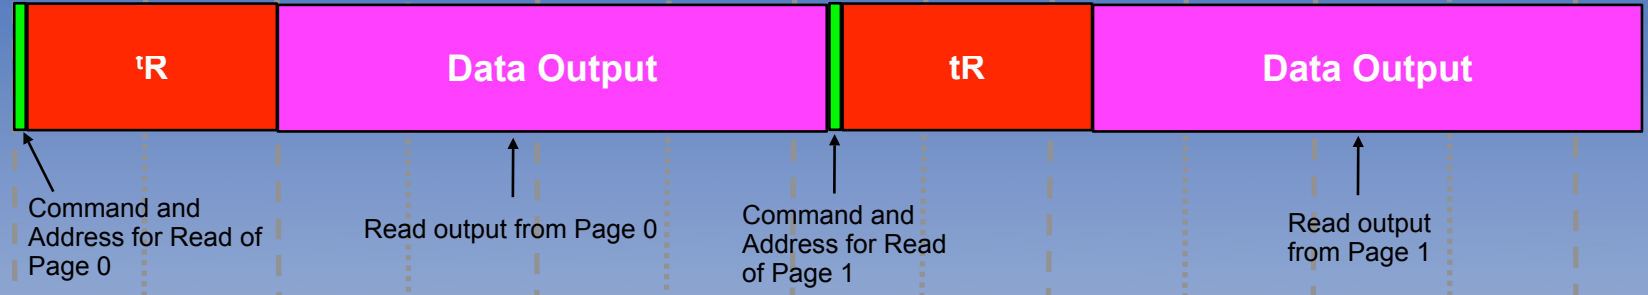 tR
Data Output
tR
Data Output
Command and
Address for Read of
Page 0
Read output from Page 0
Command and
Address for Read
of Page 1
Read output
from Page 1